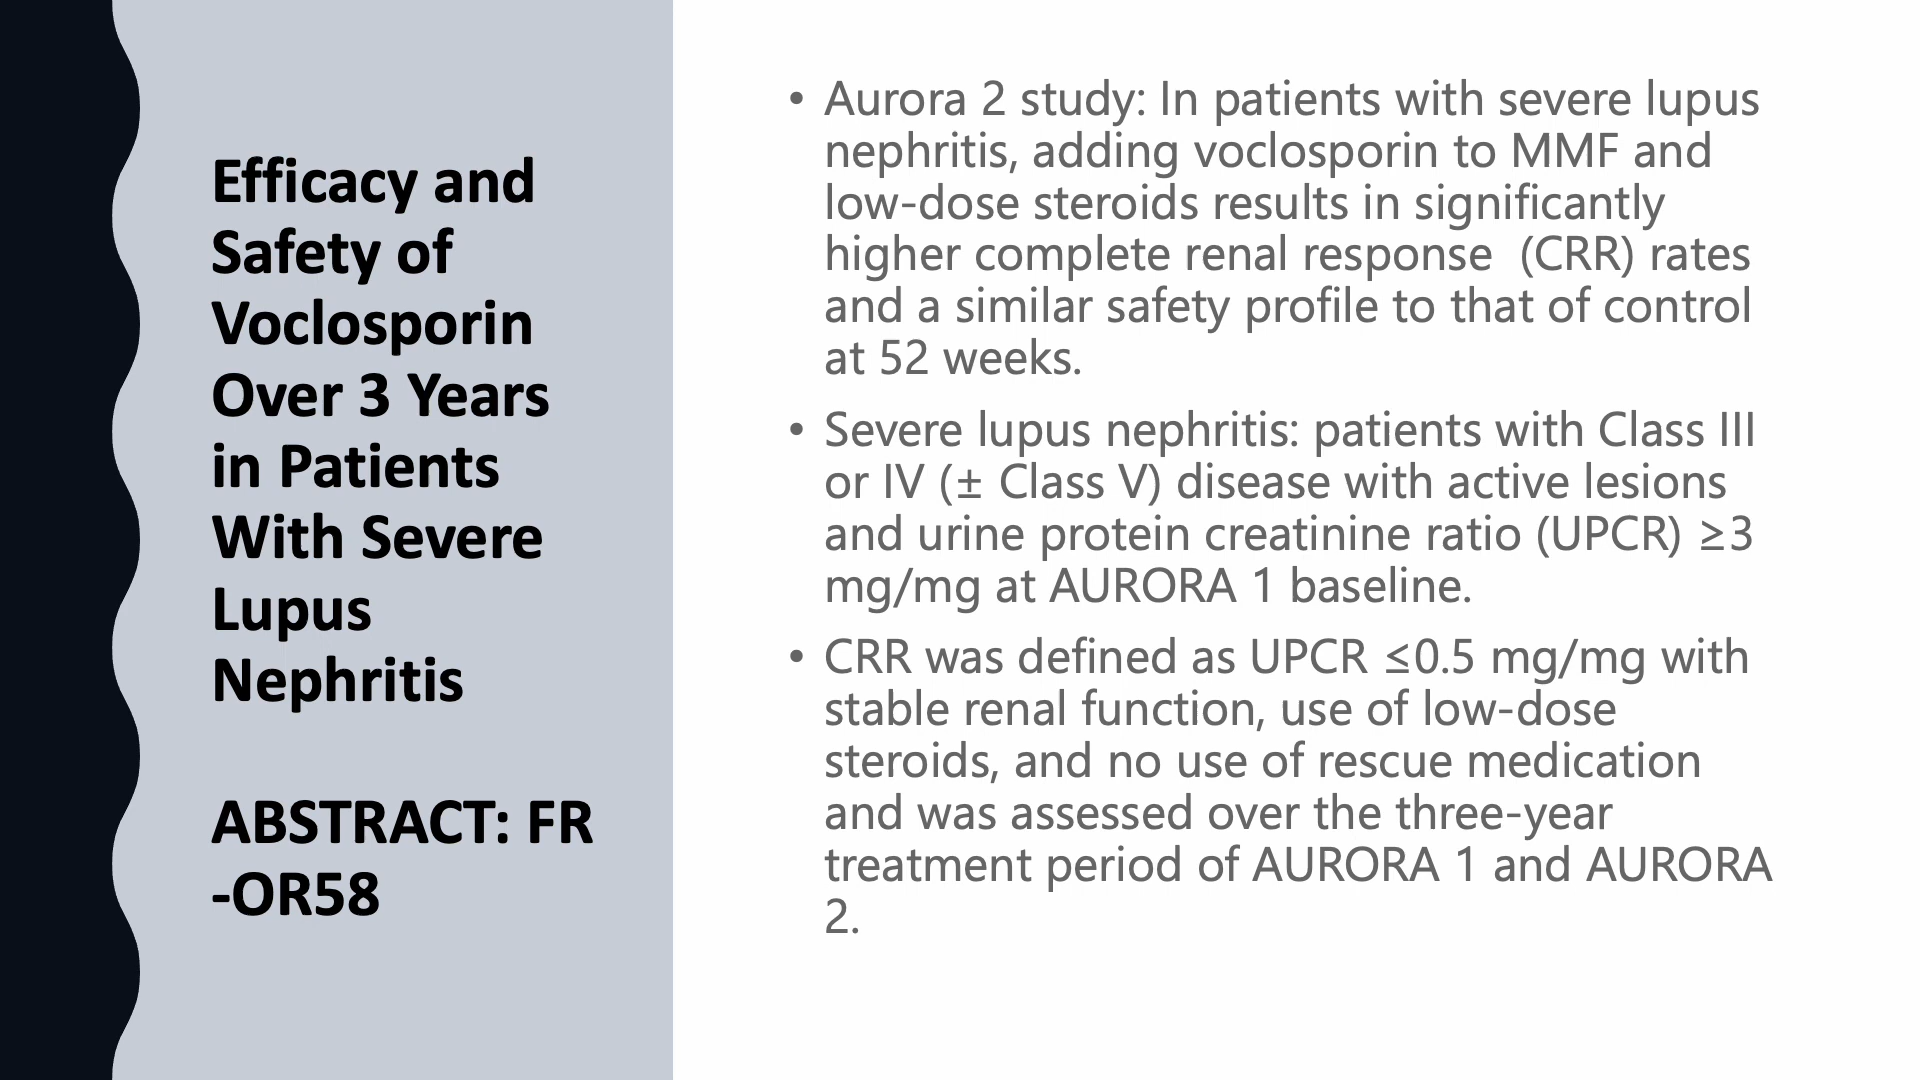 Efficacy and
Safety of
Voclosporin
Over 3 Years
in Patients
With Severe
Lupus
Nephritis
ABSTRACT: FR
-OR58
• Aurora 2 study: In patients with severe lupus
nephritis, adding voclosporin to MMF and
low-dose steroids results in significantly
higher complete renal response  (CRR) rates
and a similar safety profile to that of control
at 52 weeks.
• Severe lupus nephritis: patients with Class III
or IV (± Class V) disease with active lesions
and urine protein creatinine ratio (UPCR) ≥3
mg/mg at AURORA 1 baseline.
• CRR was defined as UPCR ≤0.5 mg/mg with
stable renal function, use of low-dose
steroids, and no use of rescue medication
and was assessed over the three-year
treatment period of AURORA 1 and AURORA
2.